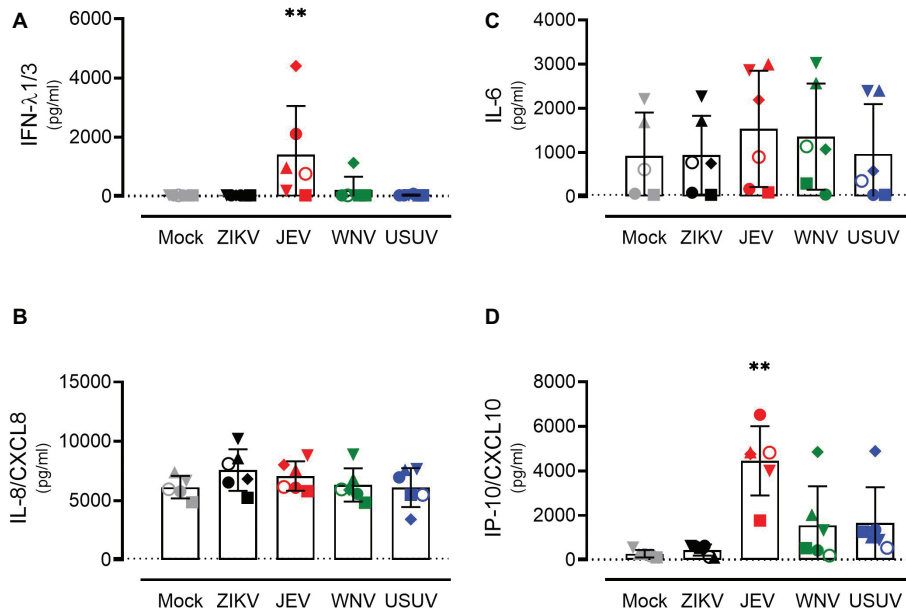 A
IFN-λ1/3
(pg/ml)
6000
4000
2000
0
**
Mock ZIKV JEV WNV USUV
C
IL-6
(pg/ml)
4000
3000
2000
1000
0
Mock ZIKV JEV WNV USUV
B
IL-8/CXCL8
(pg/ml)
15000
10000
5000
0
Mock ZIKV JEV WNV USUV
D
IP-10/CXCL10
(pg/ml)
8000
6000
4000
2000
0
**
Mock ZIKV JEV WNV USUV